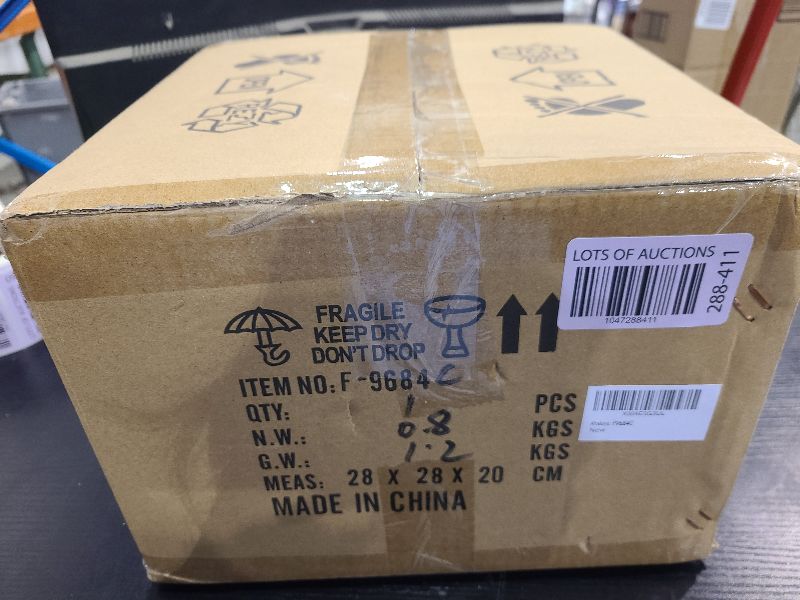 LOTS OF AUCTIONS
1047288411
288-411
FRAGILE
KEEP DRY
DON'T DROP
ITEM NO: F-9684C
QTY: 1 PCS
N.W.: 0.8 KGS
G.W.: 1.2 KGS
MEAS: 28 X 28 X 20 CM
MADE IN CHINA